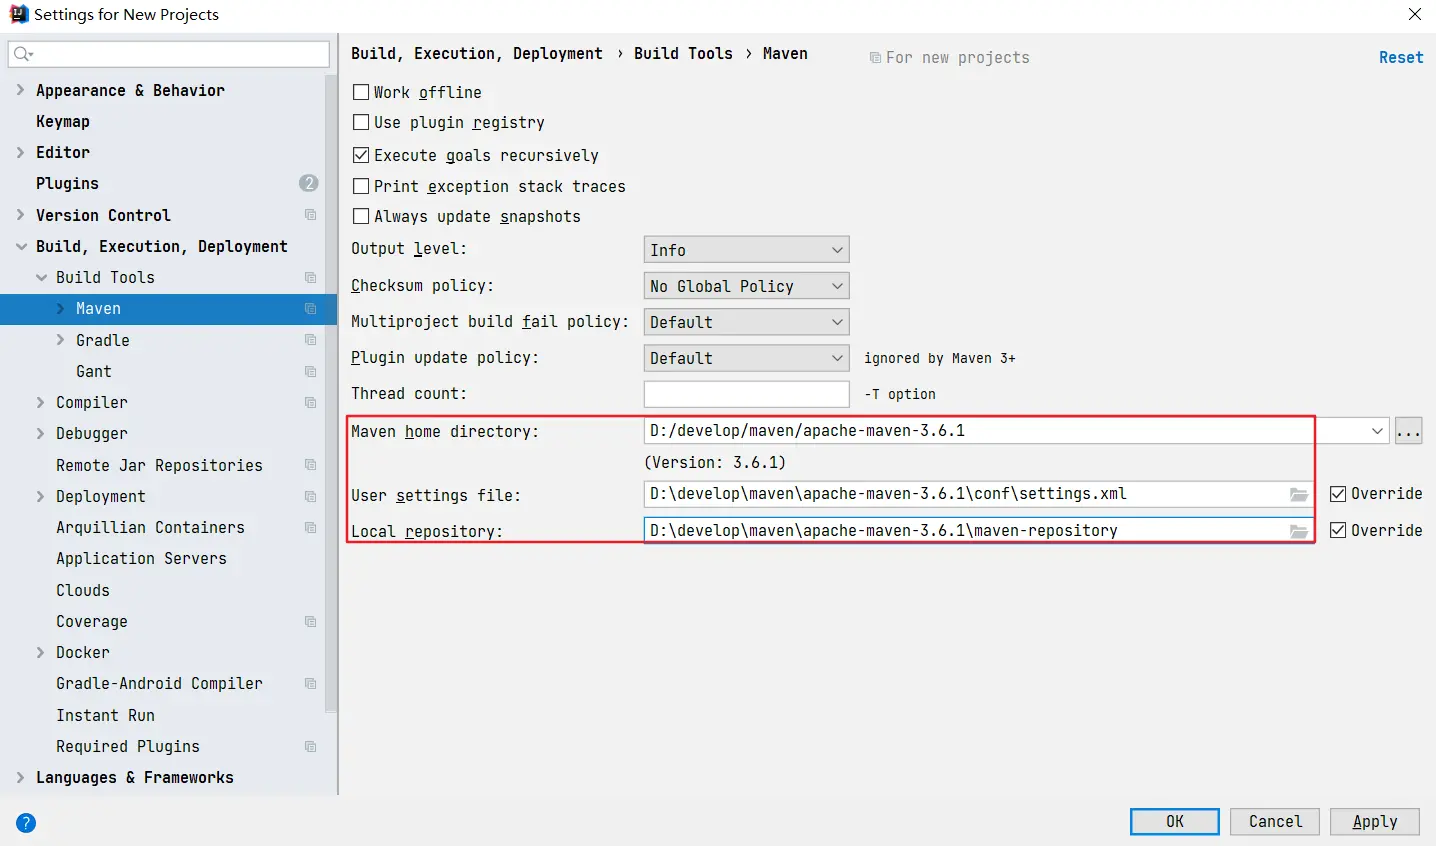 Settings for New Projects
Appearance & Behavior
Keymap
Editor
Plugins 2
Version Control
Build, Execution, Deployment
Build Tools
Maven
Gradle
Gant
Compiler
Debugger
Remote Jar Repositories
Deployment
Arquillian Containers
Application Servers
Clouds
Coverage
Docker
Gradle-Android Compiler
Instant Run
Required Plugins
Languages & Frameworks
Build, Execution, Deployment › Build Tools › Maven For new projects Reset
Work offline
Use plugin registry
Execute goals recursively
Print exception stack traces
Always update snapshots
Output level: Info
Checksum policy: No Global Policy
Multiproject build fail policy: Default
Plugin update policy: Default ignored by Maven 3+
Thread count: -T option
Maven home directory: D:/develop/maven/apache-maven-3.6.1 ...
(Version: 3.6.1)
User settings file: D:\develop\maven\apache-maven-3.6.1\conf\settings.xml Override
Local repository: D:\develop\maven\apache-maven-3.6.1\maven-repository Override
? OK Cancel Apply